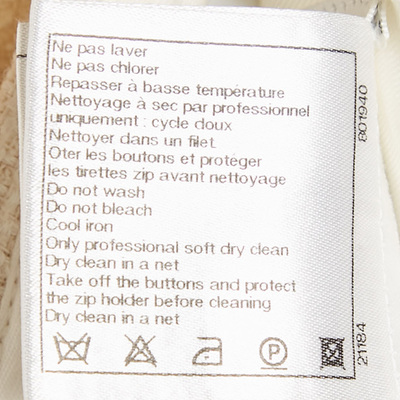 Ne pas laver
Ne pas chlorer
Repasser à basse température
Nettoyage à sec par professionnel
uniquement : cycle doux
Nettoyer dans un filet.
Oter les boutons et protéger
les tirettes zip avant nettoyage
Do not wash
Do not bleach
Cool iron
Only professional soft dry clean
Dry clean in a net
Take off the buttons and protect
the zip holder before cleaning
Dry clean in a net
P
801940
21184